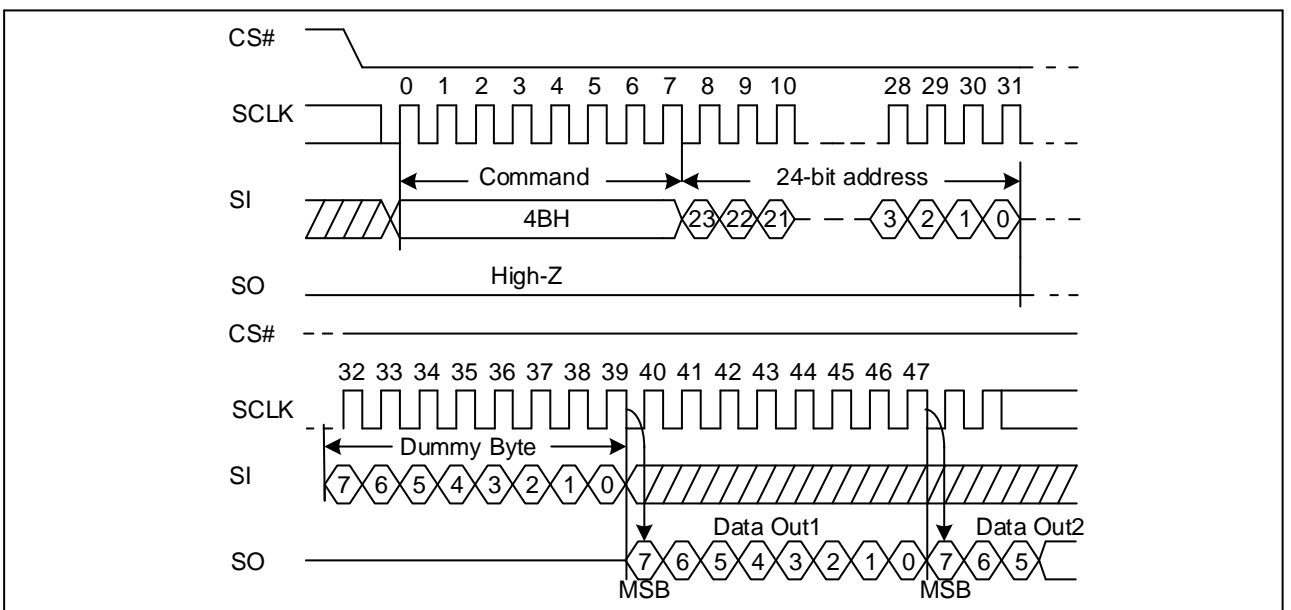 CS#
0 1 2 3 4 5 6 7 8 9 10 28 29 30 31
SCLK
Command 24-bit address
SI
4BH 23 22 21 3 2 1 0
High-Z
SO
CS#
32 33 34 35 36 37 38 39 40 41 42 43 44 45 46 47
SCLK
Dummy Byte
SI
7 6 5 4 3 2 1 0
Data Out1 Data Out2
SO
7 6 5 4 3 2 1 0 7 6 5
MSB MSB